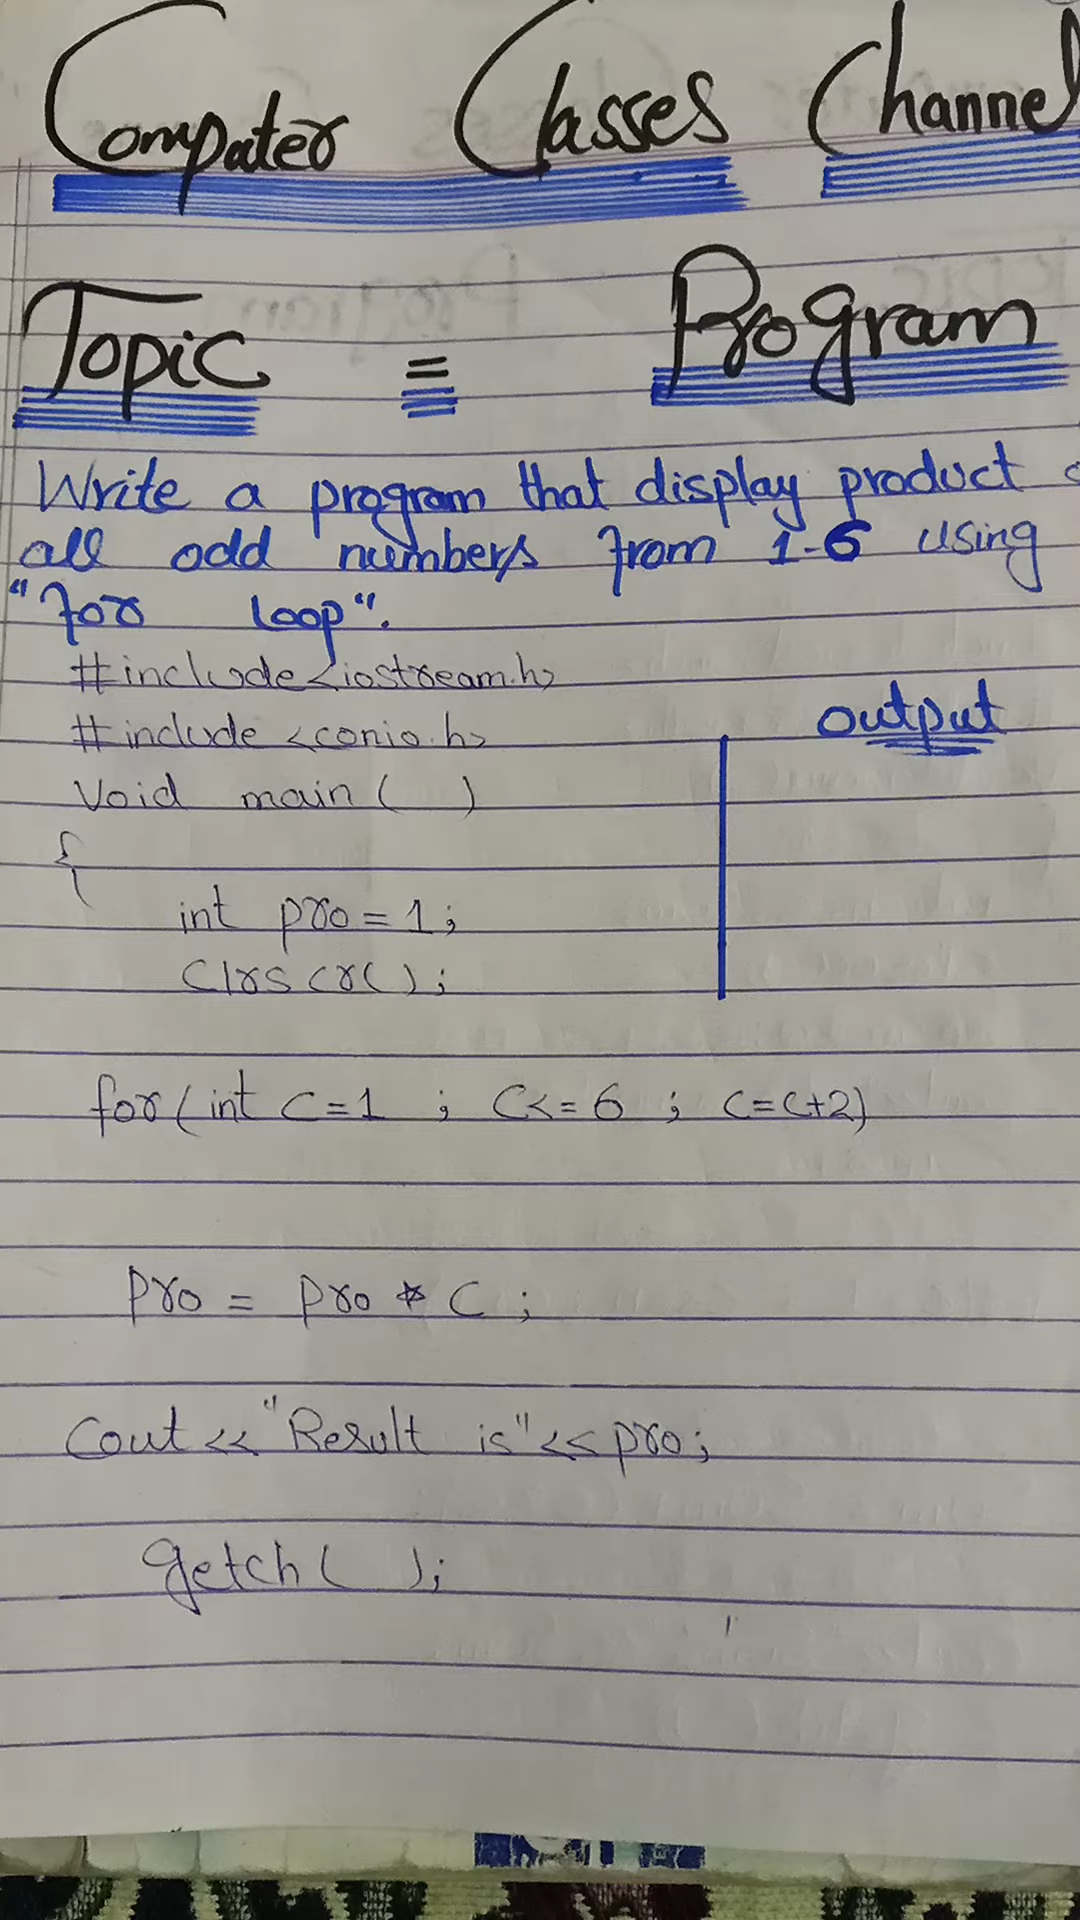 Computer Classes Channel
Topic = Program
Write a program that display product
all odd numbers from 1-6 using
"for loop".
#include<iostream.h>
#include <conio.h>
output
Void main ( )
{
int pro = 1;
Clrscr();
for (int C=1 ; C<=6 ; C=C+2)
pro = pro * C ;
Cout << "Result is" << pro;
getch ( );